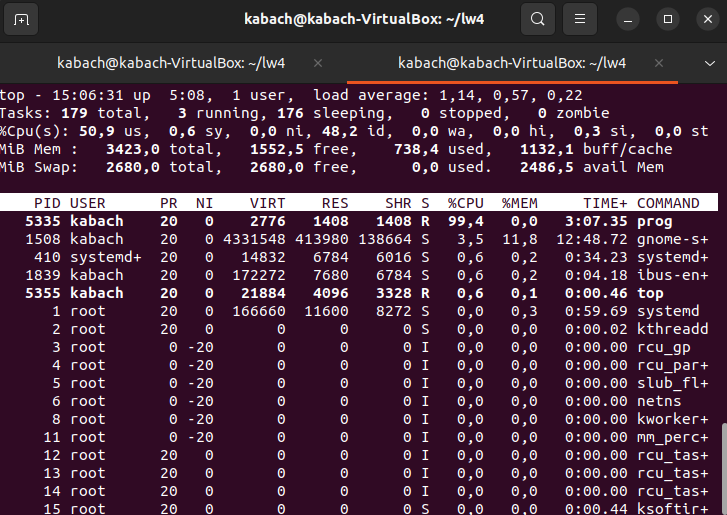 kabach@kabach-VirtualBox: ~/lw4
kabach@kabach-VirtualBox: ~/lw4 × kabach@kabach-VirtualBox: ~/lw4 ×
top - 15:06:31 up  5:08,  1 user,  load average: 1,14, 0,57, 0,22
Tasks: 179 total,   3 running, 176 sleeping,   0 stopped,   0 zombie
%Cpu(s): 50,9 us,  0,6 sy,  0,0 ni, 48,2 id,  0,0 wa,  0,0 hi,  0,3 si,  0,0 st
MiB Mem :   3423,0 total,   1552,5 free,    738,4 used,   1132,1 buff/cache
MiB Swap:   2680,0 total,   2680,0 free,      0,0 used.   2486,5 avail Mem
PID USER PR NI VIRT RES SHR S %CPU %MEM TIME+ COMMAND
5335 kabach 20 0 2776 1408 1408 R 99,4 0,0 3:07.35 prog
1508 kabach 20 0 4331548 413980 138664 S 3,5 11,8 12:48.72 gnome-s+
410 systemd+ 20 0 14832 6784 6016 S 0,6 0,2 0:34.23 systemd+
1839 kabach 20 0 172272 7680 6784 S 0,6 0,2 0:04.18 ibus-en+
5355 kabach 20 0 21884 4096 3328 R 0,6 0,1 0:00.46 top
1 root 20 0 166660 11600 8272 S 0,0 0,3 0:59.69 systemd
2 root 20 0 0 0 0 S 0,0 0,0 0:00.02 kthreadd
3 root 0 -20 0 0 0 I 0,0 0,0 0:00.00 rcu_gp
4 root 0 -20 0 0 0 I 0,0 0,0 0:00.00 rcu_par+
5 root 0 -20 0 0 0 I 0,0 0,0 0:00.00 slub_fl+
6 root 0 -20 0 0 0 I 0,0 0,0 0:00.00 netns
8 root 0 -20 0 0 0 I 0,0 0,0 0:00.00 kworker+
11 root 0 -20 0 0 0 I 0,0 0,0 0:00.00 mm_perc+
12 root 20 0 0 0 0 I 0,0 0,0 0:00.00 rcu_tas+
13 root 20 0 0 0 0 I 0,0 0,0 0:00.00 rcu_tas+
14 root 20 0 0 0 0 I 0,0 0,0 0:00.00 rcu_tas+
15 root 20 0 0 0 0 S 0,0 0,0 0:00.44 ksoftir+